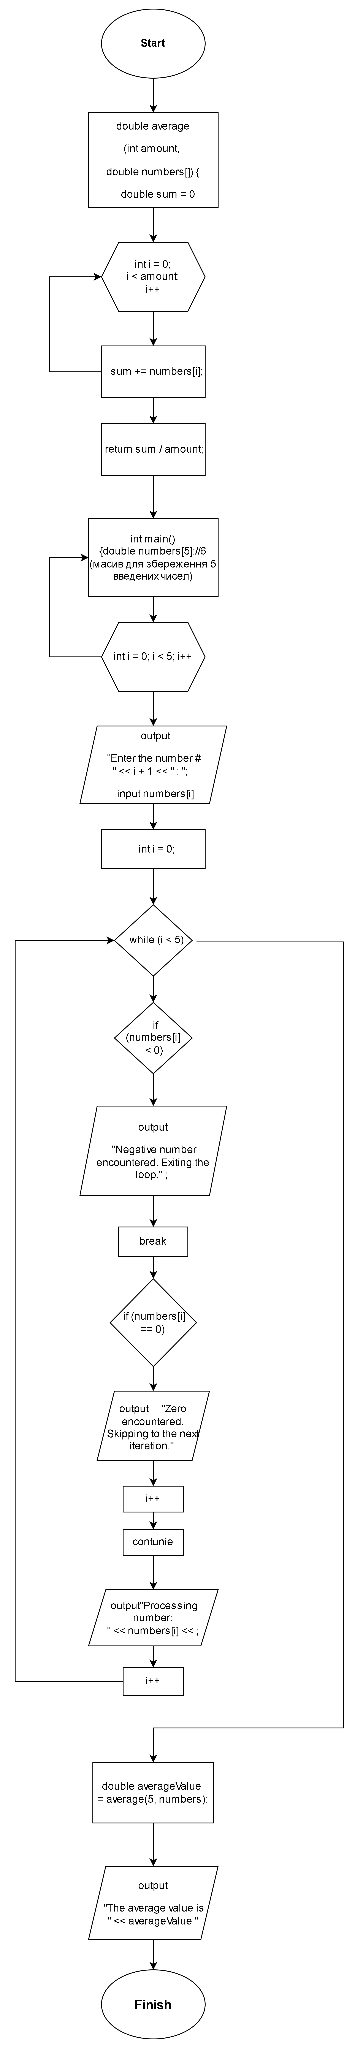 Start
double average
(int amount,
double numbers[]) {
double sum = 0
int i = 0;
i < amount
i++
sum += numbers[i];
return sum / amount;
int main()
{double numbers[5];//6
(масив для збереження 5
введених чисел)
int i = 0; i < 5; i++
output
"Enter the number #
" << i + 1 << " : ";
input numbers[i]
int i = 0;
while (i < 5)
if
(numbers[i]
< 0)
output
"Negative number
encountered. Exiting the
loop." ;
break
if (numbers[i]
== 0)
output "Zero
encountered.
Skipping to the next
iteration."
i++
contunie
output"Processing
number:
" << numbers[i] << ;
i++
double averageValue
= average(5, numbers);
output
"The average value is
" << averageValue "
Finish